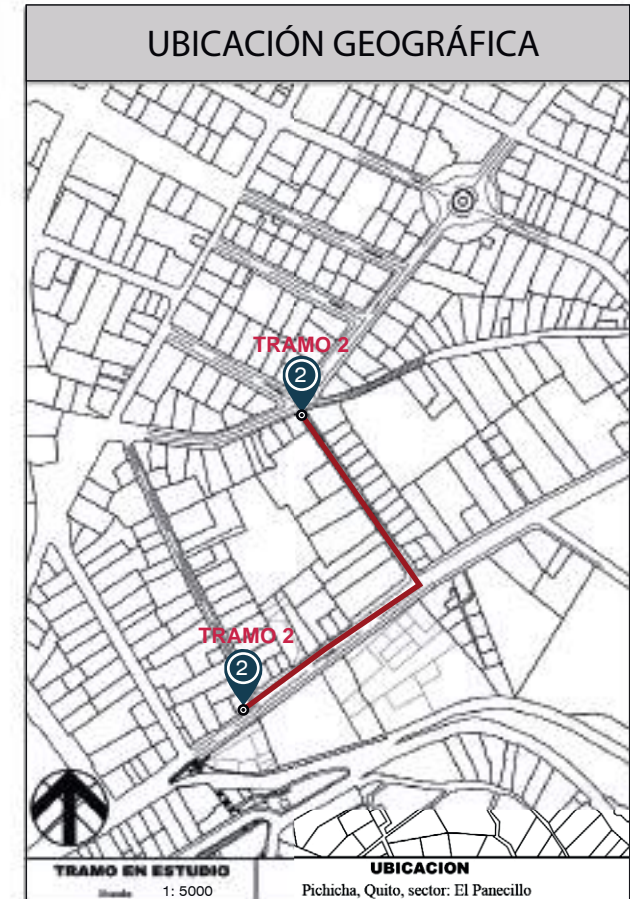 UBICACIÓN GEOGRÁFICA
TRAMO 2
2
TRAMO 2
2
TRAMO EN ESTUDIO
1: 5000
UBICACION
Pichicha, Quito, sector: El Panecillo